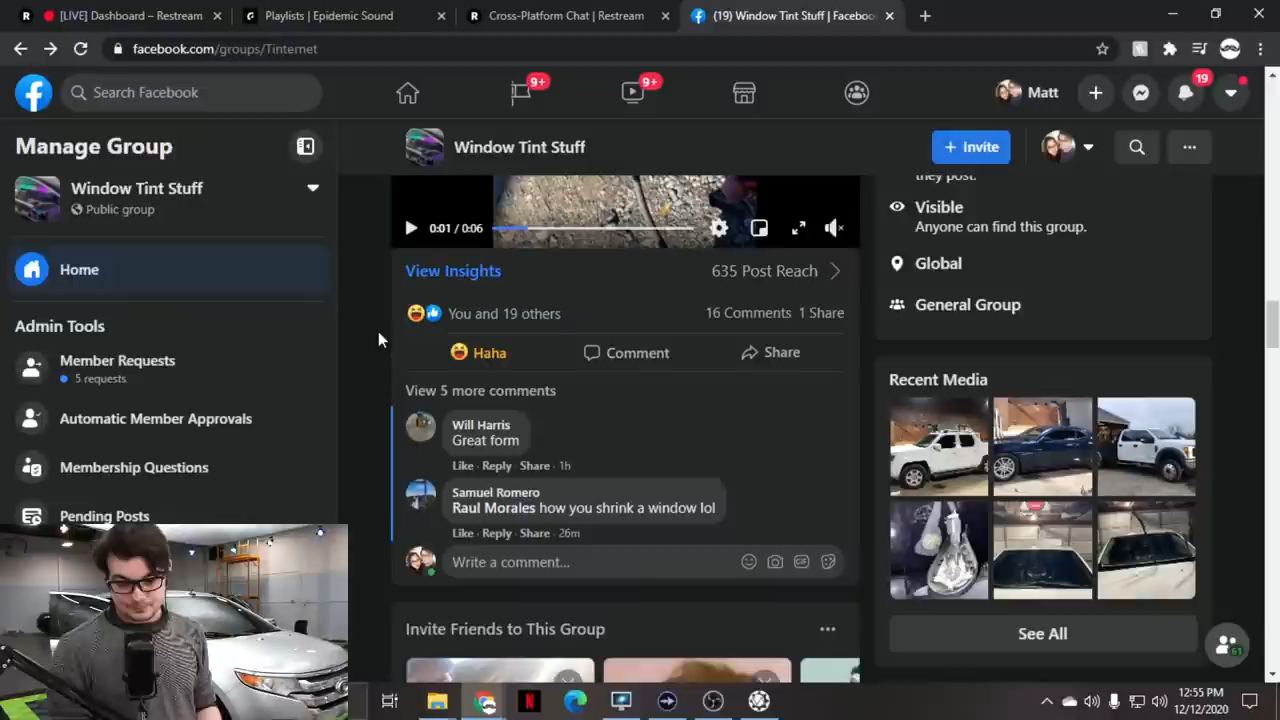 [LIVE] Dashboard – Restream
Playlists | Epidemic Sound
Cross-Platform Chat | Restream
(19) Window Tint Stuff | Faceboo
facebook.com/groups/Tinternet
Search Facebook
9+
9+
Matt
19
Manage Group
Window Tint Stuff
Public group
Home
Admin Tools
Member Requests
5 requests
Automatic Member Approvals
Membership Questions
Pending Posts
Window Tint Stuff
+ Invite
0:01 / 0:06
View Insights
635 Post Reach
You and 19 others
16 Comments 1 Share
Haha
Comment
Share
View 5 more comments
Will Harris
Great form
Like · Reply · Share · 1h
Samuel Romero
Raul Morales how you shrink a window lol
Like · Reply · Share · 26m
Write a comment...
GIF
Invite Friends to This Group
they post.
Visible
Anyone can find this group.
Global
General Group
Recent Media
See All
61
12:55 PM
12/12/2020